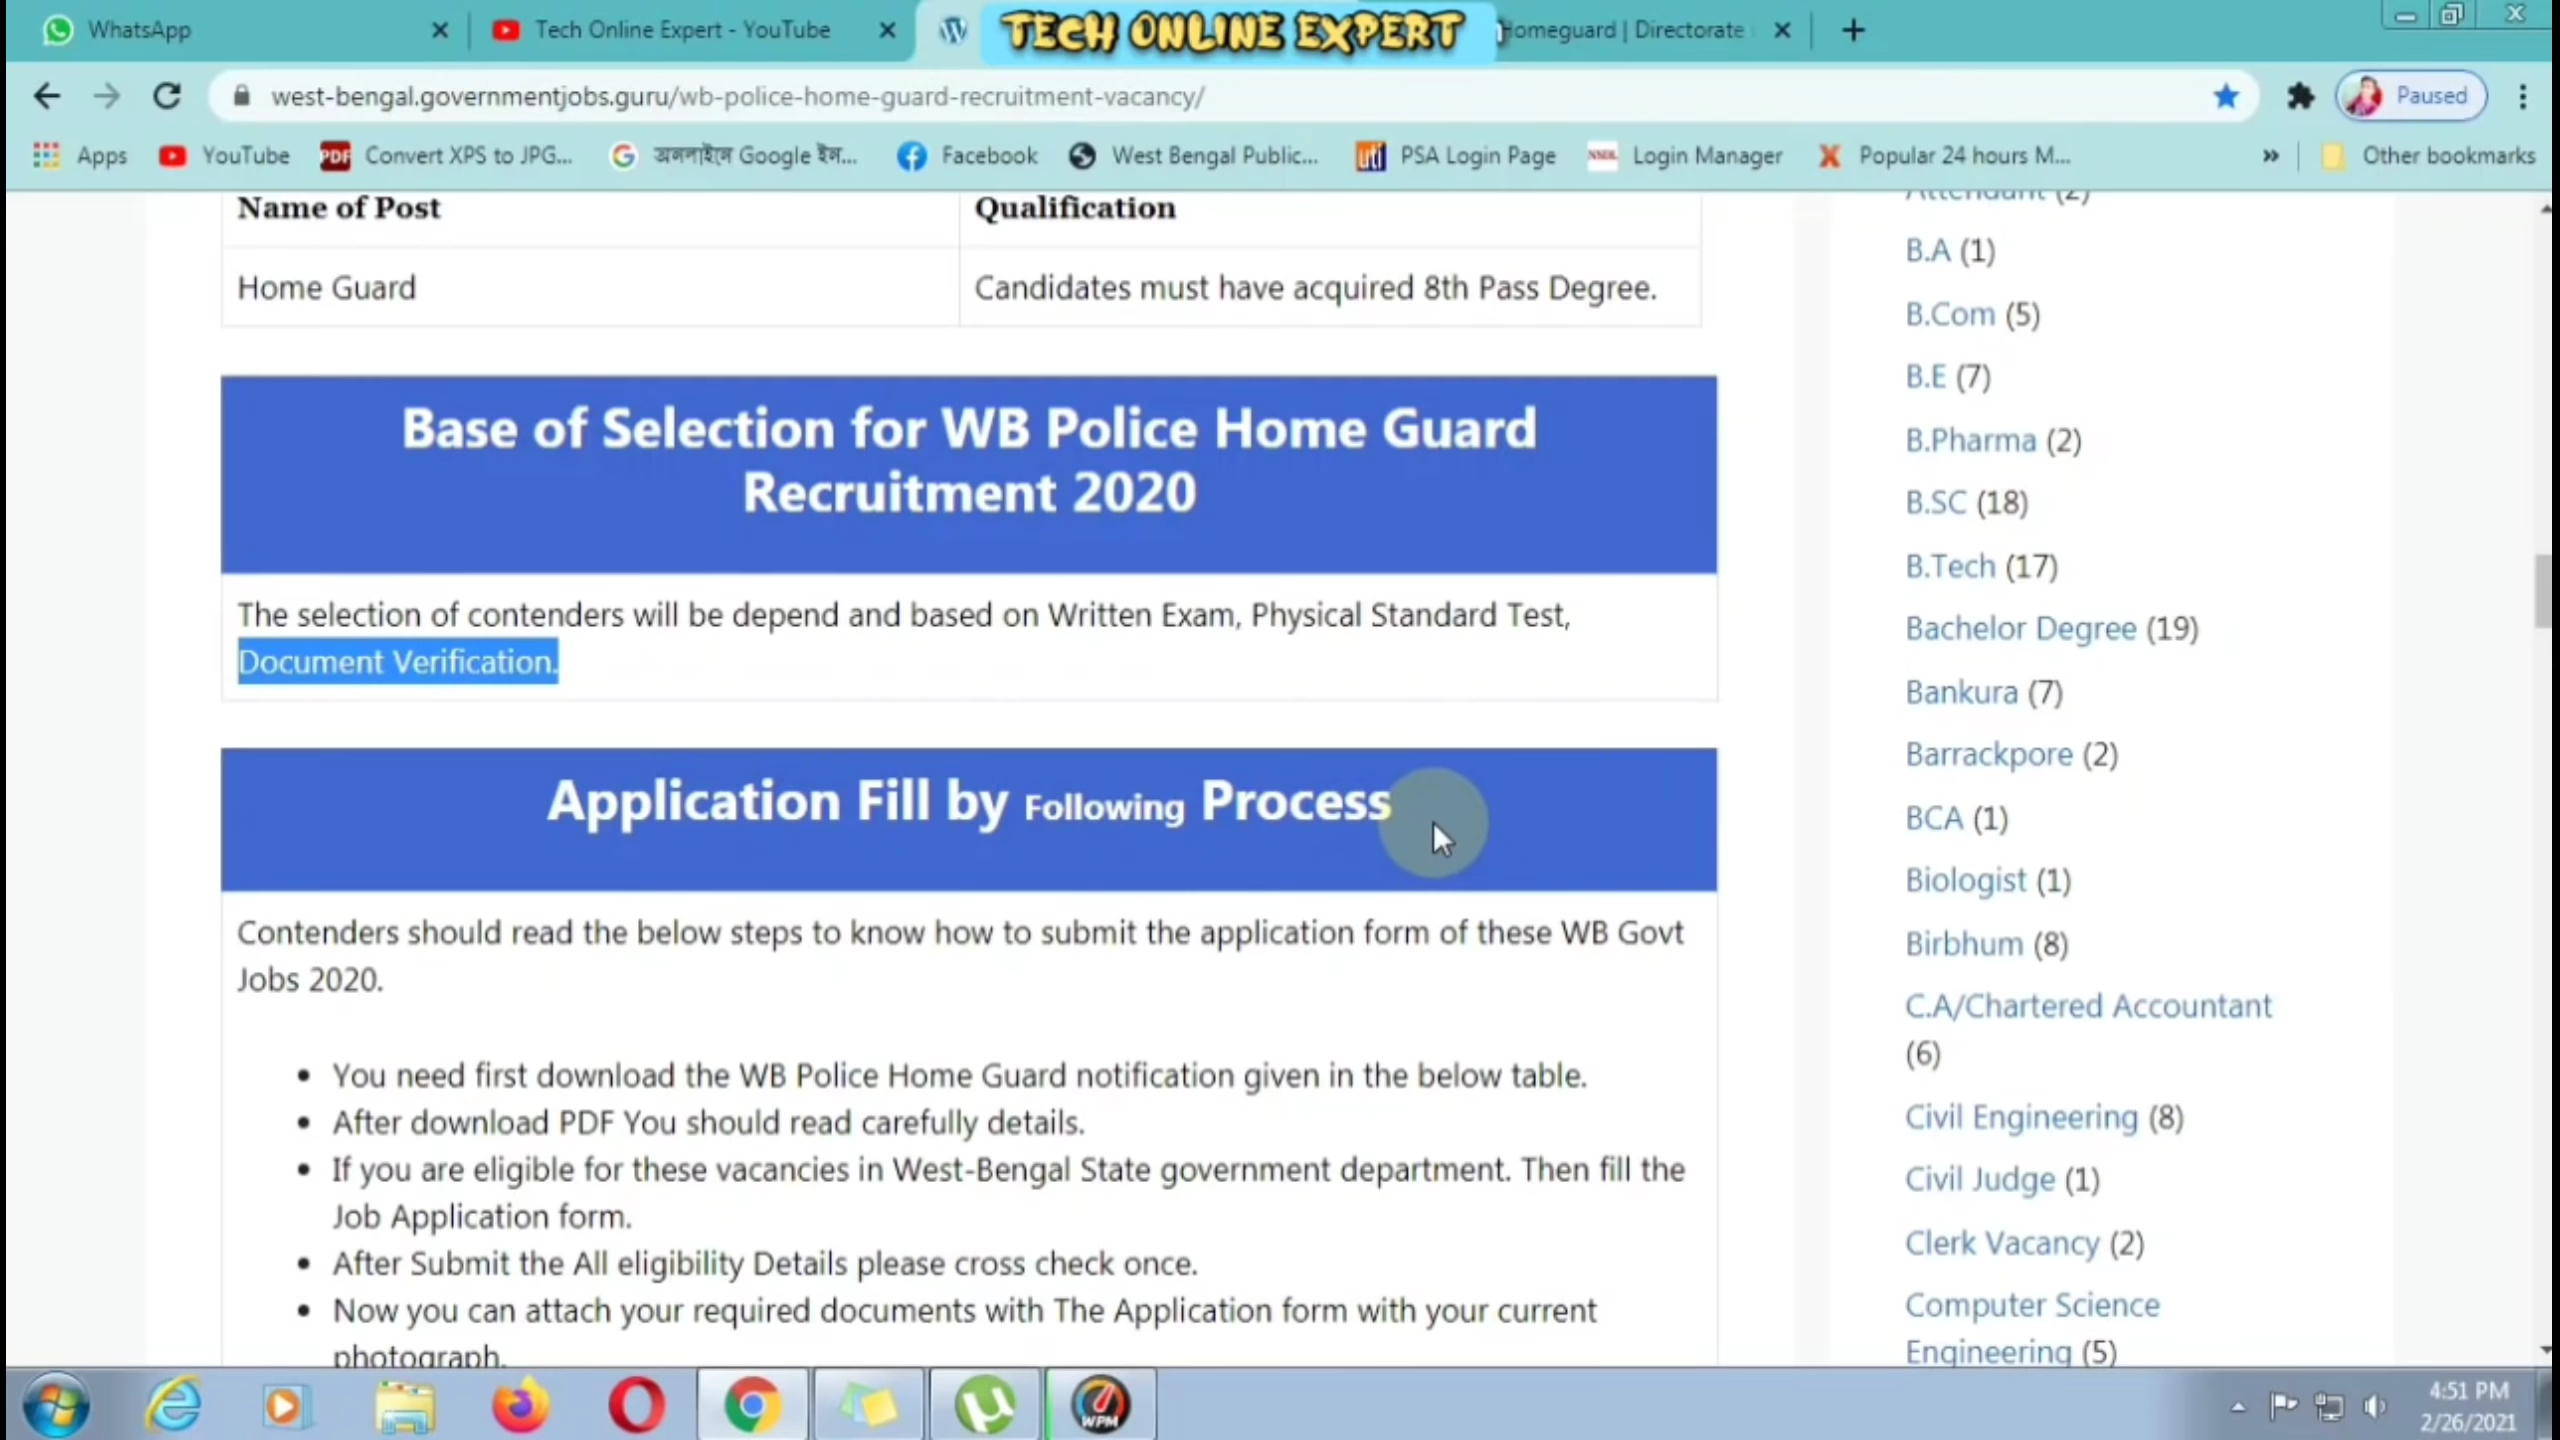 WhatsApp
Tech Online Expert - YouTube
TECH ONLINE EXPERT
Homeguard | Directorate
west-bengal.governmentjobs.guru/wb-police-home-guard-recruitment-vacancy/
Paused
Apps
YouTube
PDF
Convert XPS to JPG...
Google
Facebook
West Bengal Public...
uti
PSA Login Page
NSDL
Login Manager
Popular 24 hours M...
»
Other bookmarks
Name of Post
Qualification
Home Guard
Candidates must have acquired 8th Pass Degree.
Base of Selection for WB Police Home Guard
Recruitment 2020
The selection of contenders will be depend and based on Written Exam, Physical Standard Test,
Document Verification.
Application Fill by Following Process
Contenders should read the below steps to know how to submit the application form of these WB Govt
Jobs 2020.
• You need first download the WB Police Home Guard notification given in the below table.
• After download PDF You should read carefully details.
• If you are eligible for these vacancies in West-Bengal State government department. Then fill the
Job Application form.
• After Submit the All eligibility Details please cross check once.
• Now you can attach your required documents with The Application form with your current
photograph.
Attendant (2)
B.A (1)
B.Com (5)
B.E (7)
B.Pharma (2)
B.SC (18)
B.Tech (17)
Bachelor Degree (19)
Bankura (7)
Barrackpore (2)
BCA (1)
Biologist (1)
Birbhum (8)
C.A/Chartered Accountant
(6)
Civil Engineering (8)
Civil Judge (1)
Clerk Vacancy (2)
Computer Science
Engineering (5)
WPM
4:51 PM
2/26/2021